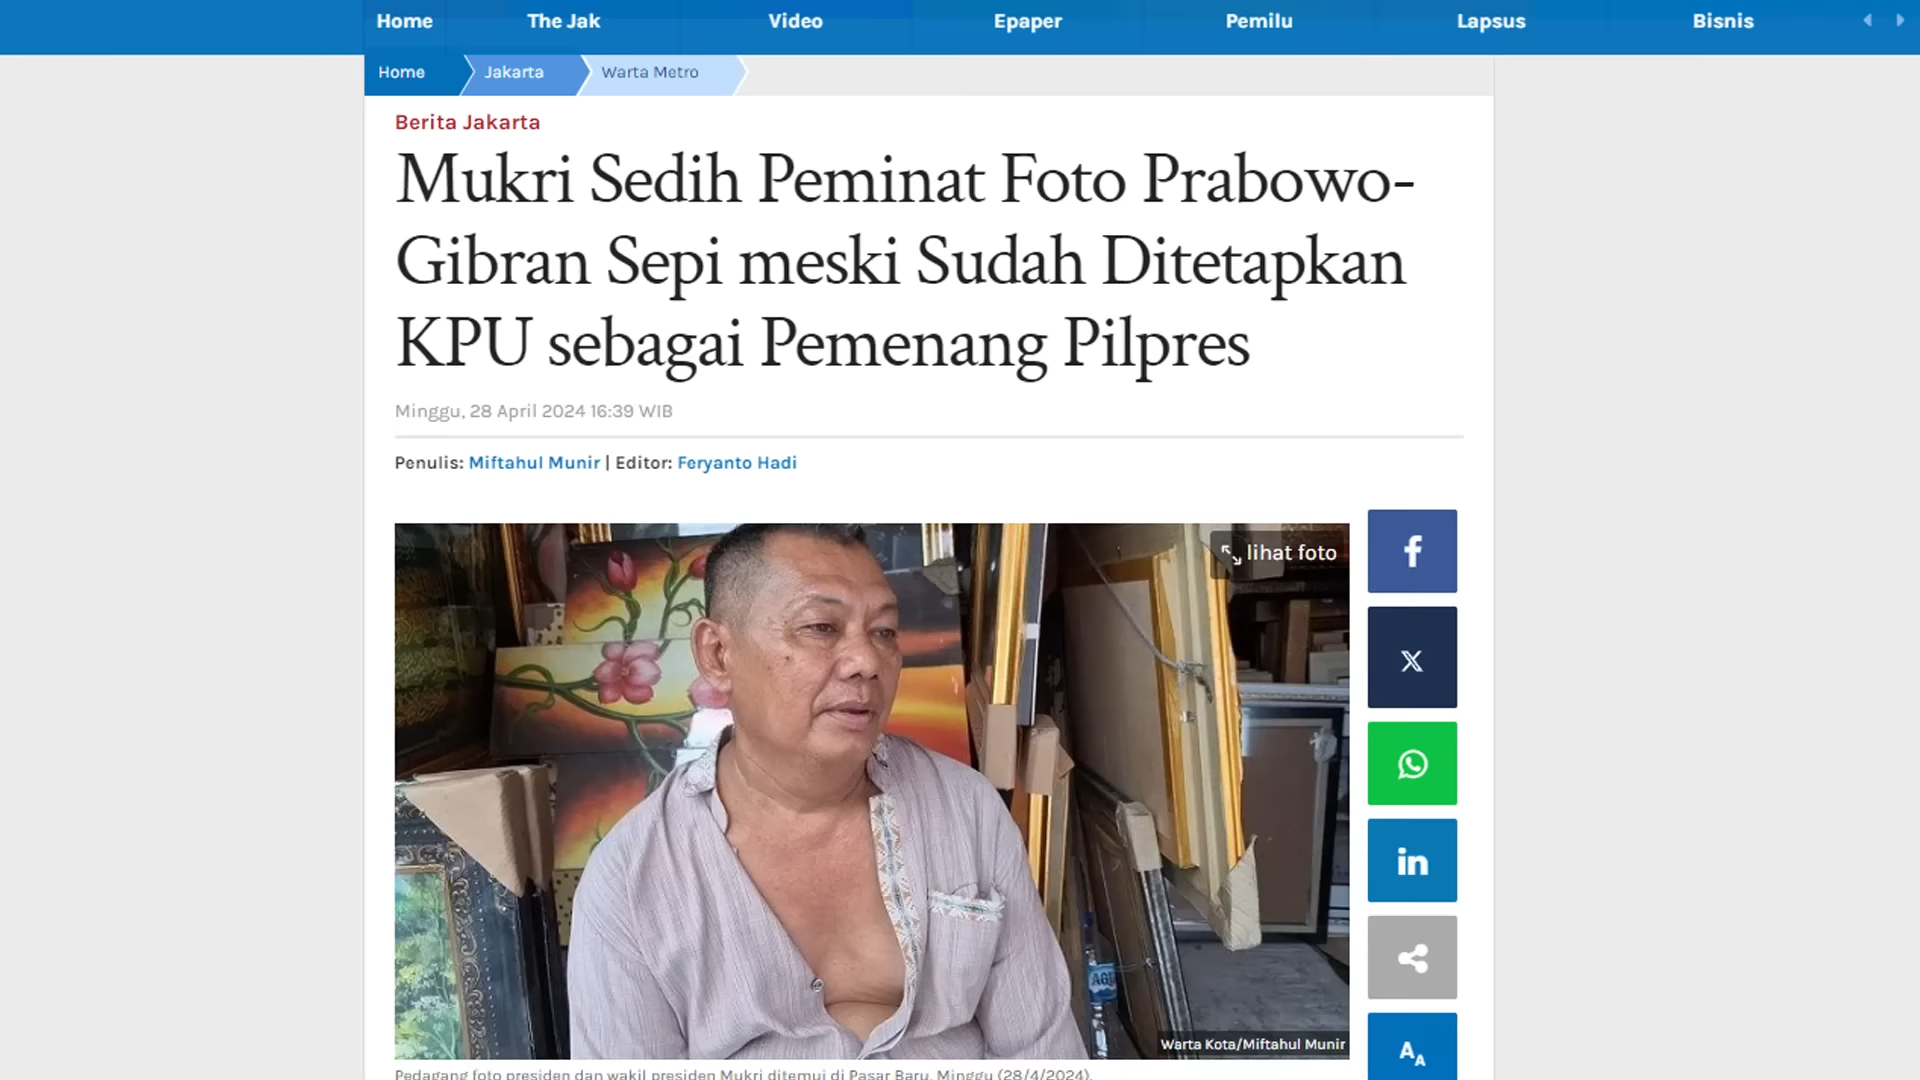 Home The Jak Video Epaper Pemilu Lapsus Bisnis
Home Jakarta Warta Metro
Berita Jakarta
Mukri Sedih Peminat Foto Prabowo-
Gibran Sepi meski Sudah Ditetapkan
KPU sebagai Pemenang Pilpres
Minggu, 28 April 2024 16:39 WIB
Penulis: Miftahul Munir | Editor: Feryanto Hadi
lihat foto
Warta Kota/Miftahul Munir
Pedagang foto presiden dan wakil presiden Mukri ditemui di Pasar Baru, Minggu (28/4/2024).